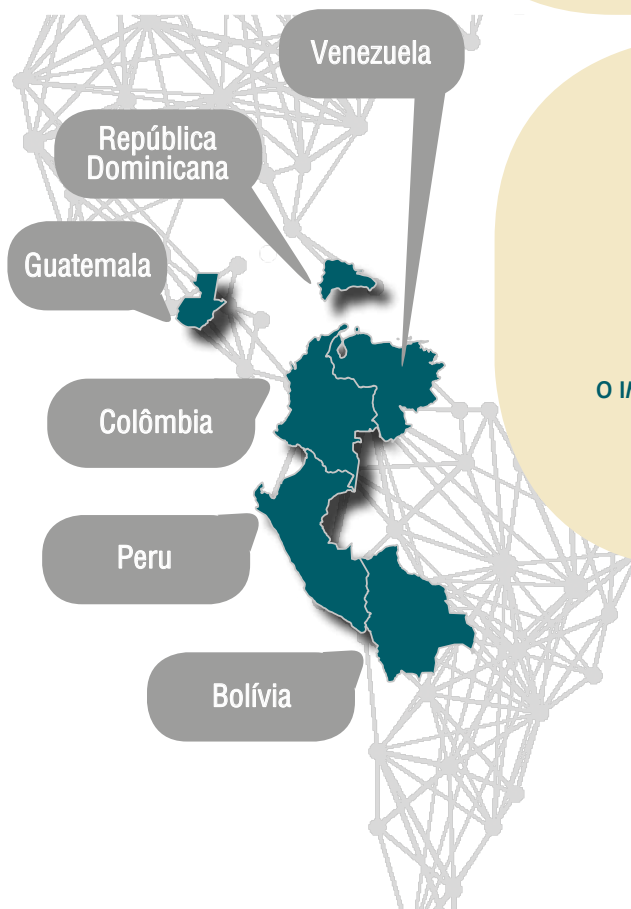 Venezuela
República
Dominicana
Guatemala
Colômbia
O
Peru
Bolívia